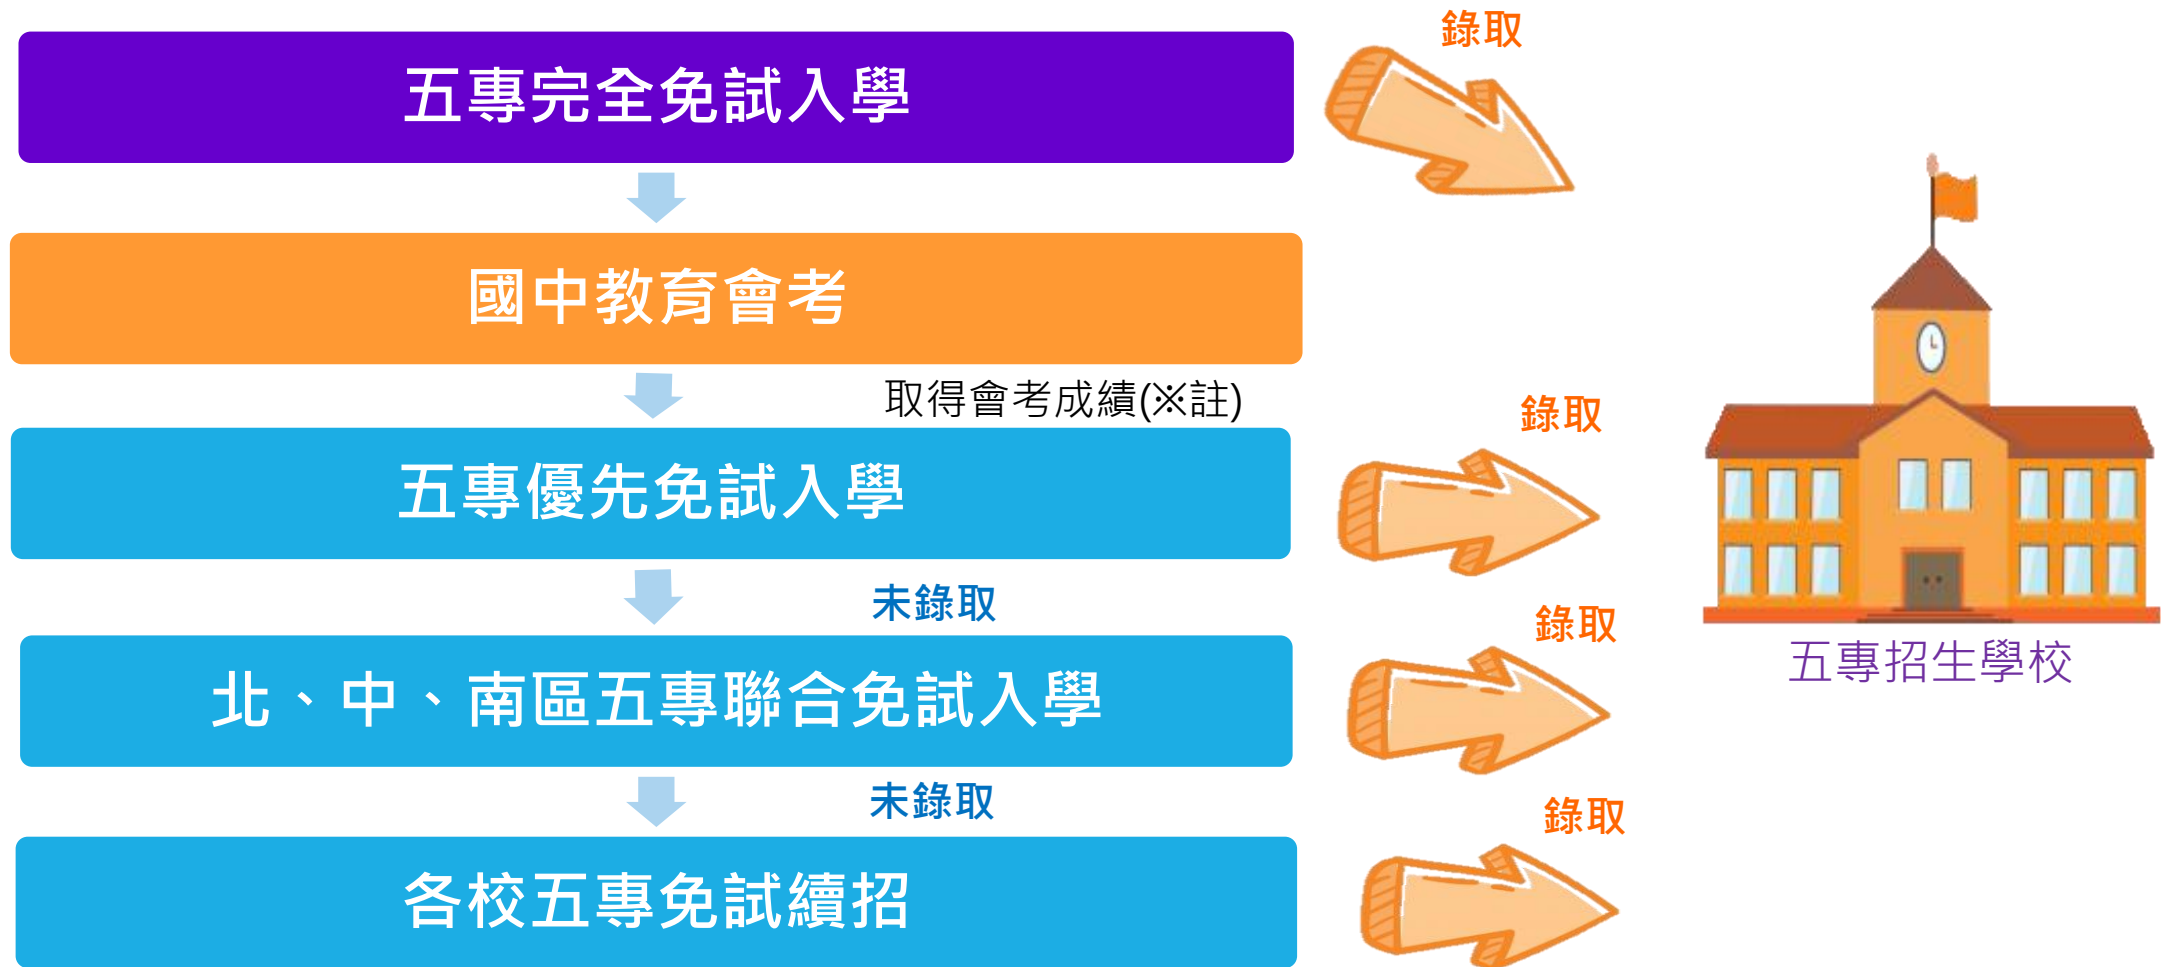 錄取
五專完全免試入學
國中教育會考
取得會考成績(※註)
錄取
五專優先免試入學
未錄取
錄取
北、中、南區五專聯合免試入學
五專招生學校
未錄取
錄取
各校五專免試續招